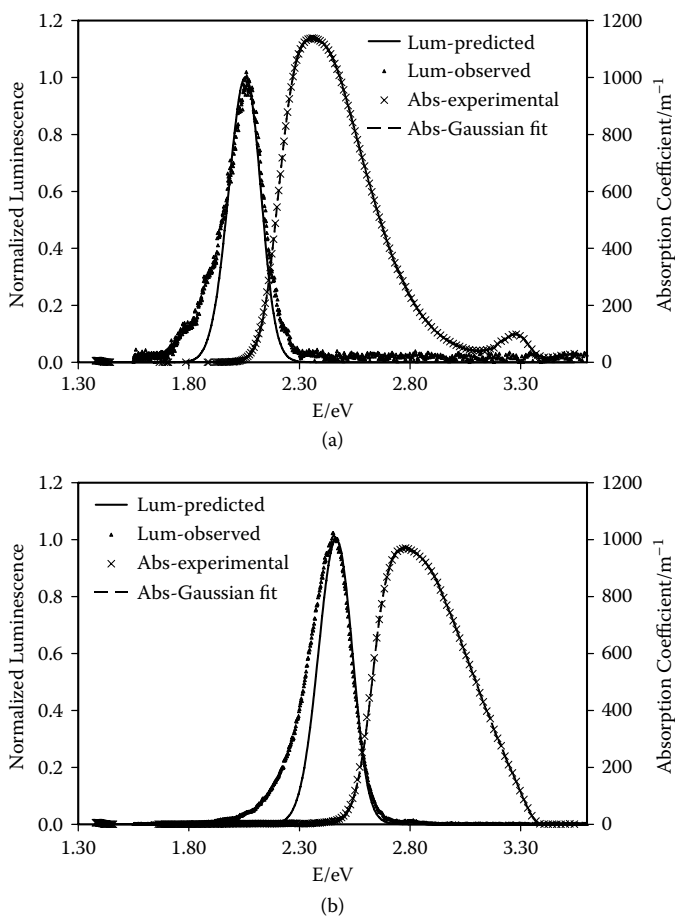 1.2
1.0
0.8
0.6
0.4
0.2
0.0
Normalized Luminescence
Lum-predicted
Lum-observed
Abs-experimental
Abs-Gaussian fit
1200
1000
800
600
400
200
0
Absorption Coefficient/m⁻¹
1.30 1.80 2.30 2.80 3.30
E/eV
(a)
1.2
1.0
0.8
0.6
0.4
0.2
0.0
Normalized Luminescence
Lum-predicted
Lum-observed
Abs-experimental
Abs-Gaussian fit
1200
1000
800
600
400
200
0
Absorption Coefficient/m⁻¹
1.30 1.80 2.30 2.80 3.30
E/eV
(b)